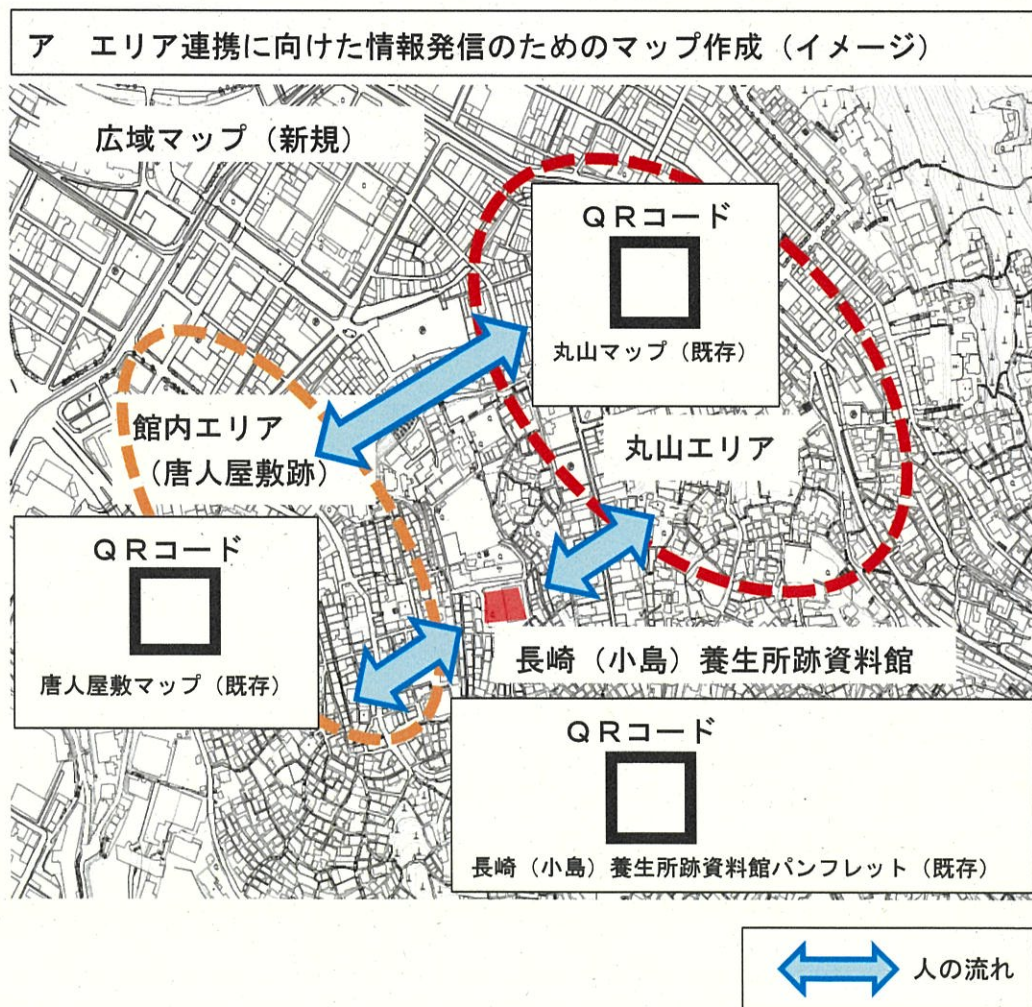 ア エリア連携に向けた情報発信のためのマップ作成（イメージ）
広域マップ（新規）
ＱＲコード
丸山マップ（既存）
館内エリア
（唐人屋敷跡）
丸山エリア
ＱＲコード
唐人屋敷マップ（既存）
長崎（小島）養生所跡資料館
ＱＲコード
長崎（小島）養生所跡資料館パンフレット（既存）
人の流れ